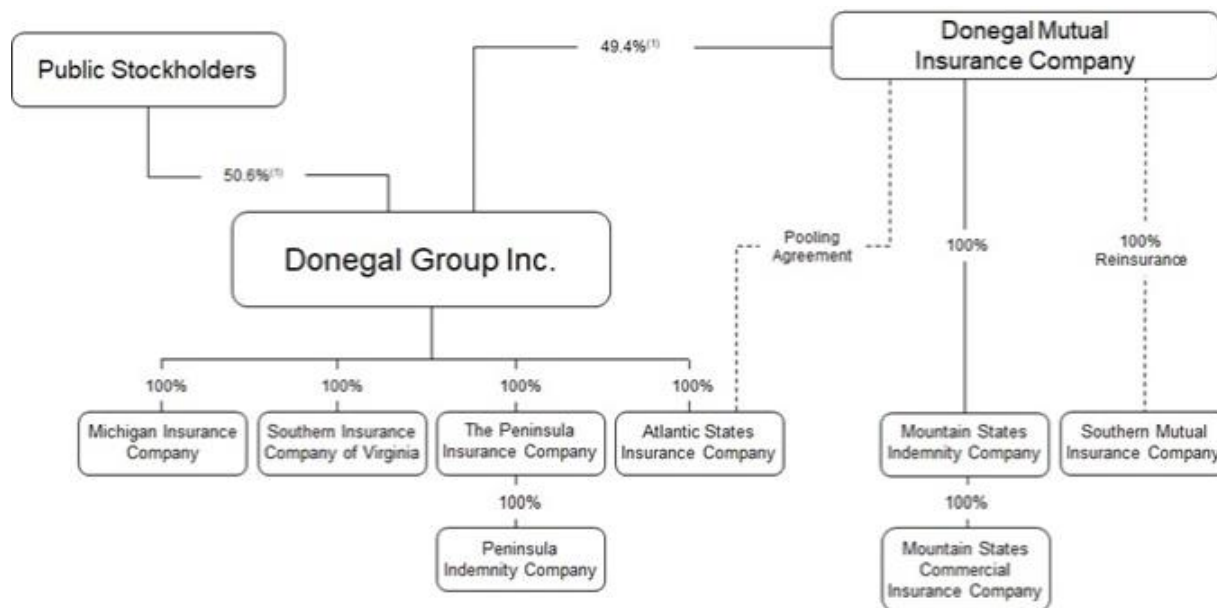 Public Stockholders
49.4%(1)
Donegal Mutual
Insurance Company
50.6%(1)
Donegal Group Inc.
Pooling
Agreement
100%
100%
Reinsurance
100%
100%
100%
100%
Michigan Insurance
Company
Southern Insurance
Company of Virginia
The Peninsula
Insurance Company
Atlantic States
Insurance Company
Mountain States
Indemnity Company
Southern Mutual
Insurance Company
100%
100%
Peninsula
Indemnity Company
Mountain States
Commercial
Insurance Company